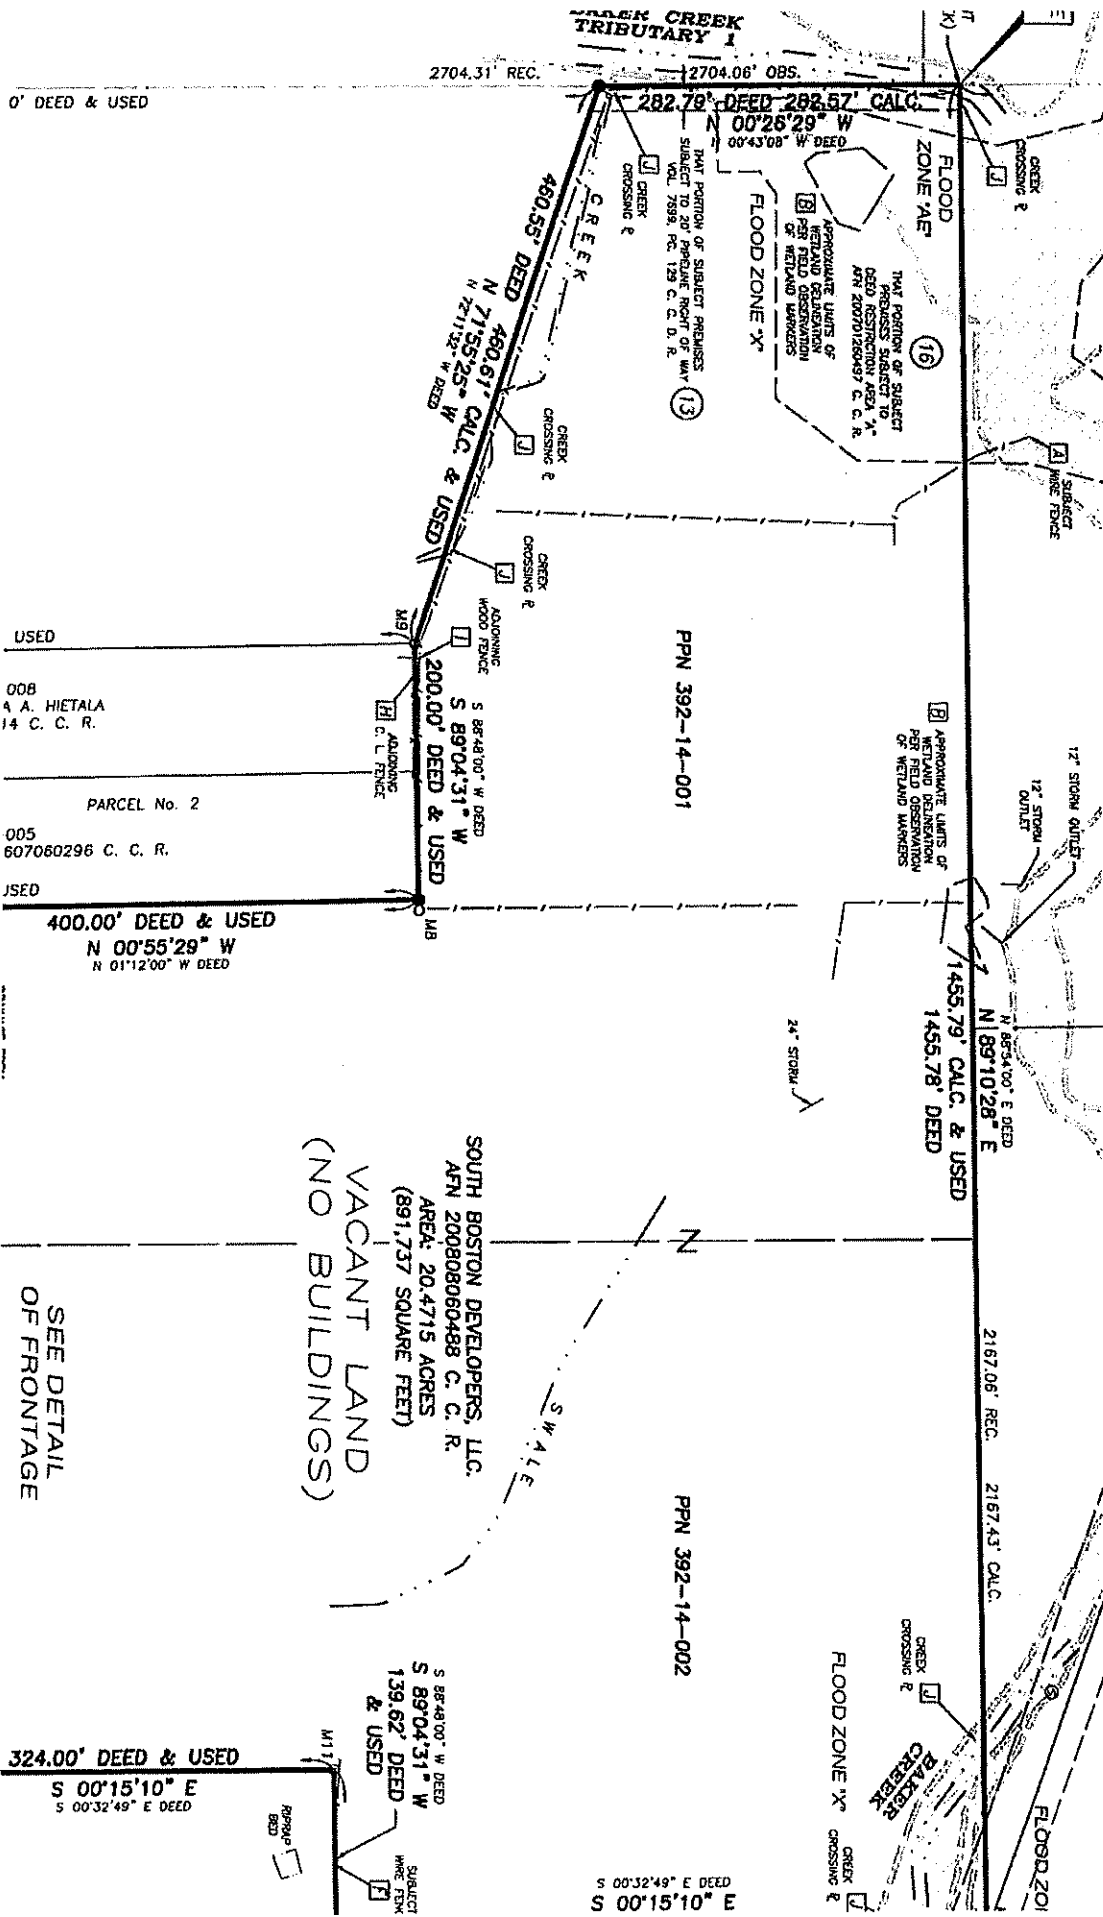 BAKER CREEK
TRIBUTARY 1
2704.31' REC.
2704.06' OBS.
0' DEED & USED
282.79' DEED 282.57' CALC.
N 00°26'29" W
00°43'08" W DEED
CREEK
CROSSING ℄
J
FLOOD
ZONE "AE"
CREEK
CROSSING ℄
J
CREEK
THAT PORTION OF SUBJECT PREMISES
SUBJECT TO 20' PIPELINE RIGHT OF WAY
VOL. 7699, PG. 129 C. C. D. R.
13
FLOOD ZONE "X"
B
APPROXIMATE LIMITS OF
WETLAND DELINEATION
PER FIELD OBSERVATION
OF WETLAND MARKERS
THAT PORTION OF SUBJECT
PREMISES SUBJECT TO
DEED RESTRICTION AREA "A"
AFN 200701260497 C. C. R.
16
460.55' DEED
460.61' CALC. & USED
N 71°55'25" W
N 72°11'32" W DEED
CREEK
CROSSING ℄
J
A
SUBJECT
WIRE FENCE
CREEK
CROSSING ℄
J
ADJOINING
WOOD FENCE
I
M9
USED
008
A A. HIETALA
14 C. C. R.
S 88°48'00" W DEED
S 89°04'31" W
200.00' DEED & USED
H
ADJOINING
C. L. FENCE
PARCEL No. 2
005
607060296 C. C. R.
USED
400.00' DEED & USED
N 00°55'29" W
N 01°12'00" W DEED
M8
PPN 392-14-001
B
APPROXIMATE LIMITS OF
WETLAND DELINEATION
PER FIELD OBSERVATION
OF WETLAND MARKERS
12" STORM OUTLET
12" STORM
OUTLET
N 88°54'00" E DEED
N 89°10'28" E
1455.79' CALC. & USED
1455.78' DEED
24" STORM
SOUTH BOSTON DEVELOPERS, LLC.
AFN 200808060488 C. C. R.
AREA: 20.4715 ACRES
(891,737 SQUARE FEET)
VACANT LAND
(NO BUILDINGS)
SEE DETAIL
OF FRONTAGE
SWALE
2167.06' REC.
2167.43' CALC.
PPN 392-14-002
CREEK
CROSSING ℄
J
FLOOD ZONE "X"
BAKER
CREEK
S
FLOOD ZO
CREEK
CROSSING ℄
J
S 88°48'00" W DEED
S 89°04'31" W
139.62' DEED
& USED
M11
324.00' DEED & USED
S 00°15'10" E
S 00°32'49" E DEED
RIPRAP
BED
SUBJECT
WIRE FENC
F
S 00°32'49" E DEED
S 00°15'10" E